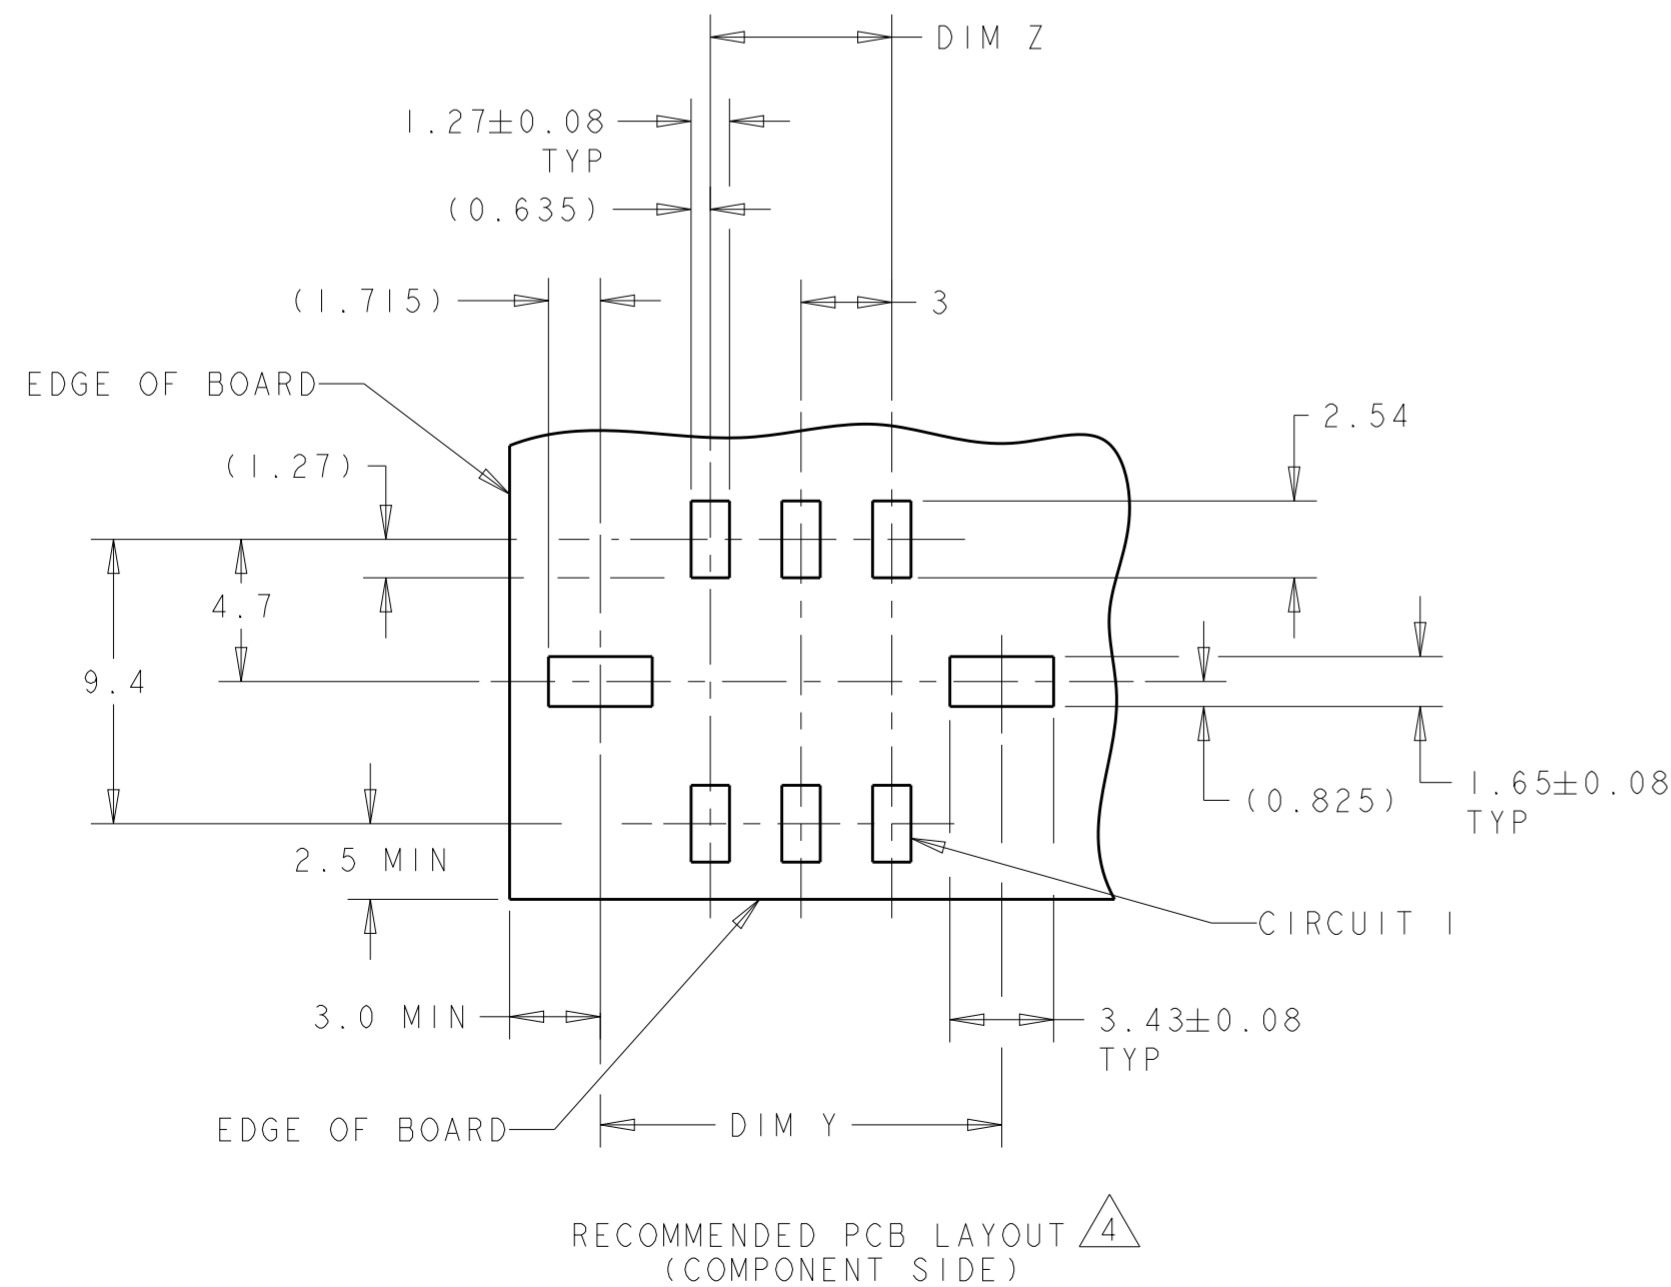 DIM Z
1.27±0.08
TYP
(0.635)
(1.715)
3
EDGE OF BOARD
2.54
(1.27)
4.7
9.4
1.65±0.08
TYP
(0.825)
2.5 MIN
CIRCUIT 1
3.0 MIN
3.43±0.08
TYP
EDGE OF BOARD
DIM Y
RECOMMENDED PCB LAYOUT 4
(COMPONENT SIDE)